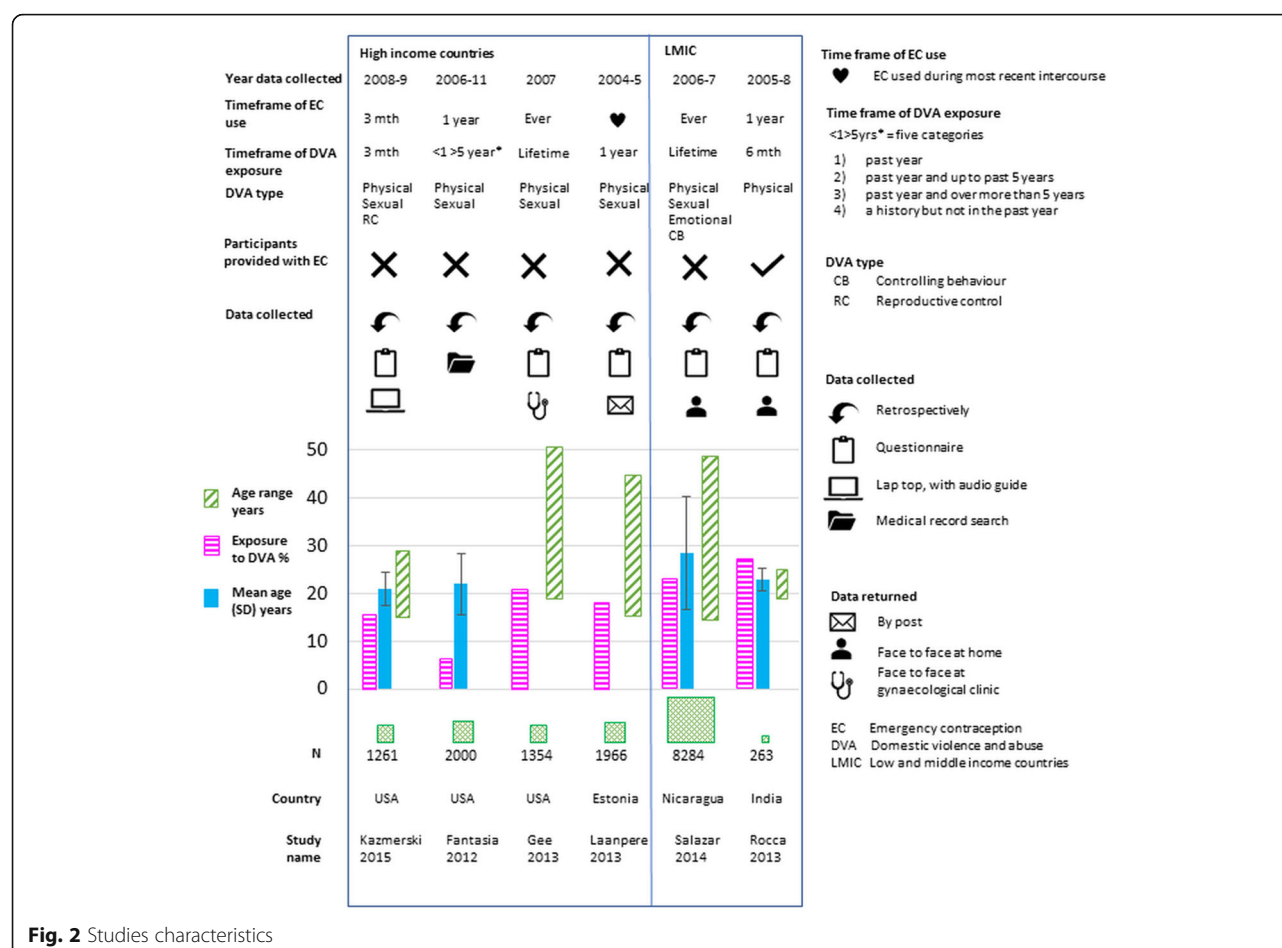 High income countries LMIC
Year data collected 2008-9 2006-11 2007 2004-5 2006-7 2005-8
Timeframe of EC
use 3 mth 1 year Ever Ever 1 year
Timeframe of DVA
exposure 3 mth <1 >5 year* Lifetime 1 year Lifetime 6 mth
DVA type Physical Physical Physical Physical Physical Physical
Sexual Sexual Sexual Sexual Sexual
RC Emotional
CB
Participants
provided with EC
Data collected
50
40
30
20
10
0
Age range
years
Exposure
to DVA %
Mean age
(SD) years
N 1261 2000 1354 1966 8284 263
Country USA USA USA Estonia Nicaragua India
Study Kazmerski Fantasia Gee Laanpere Salazar Rocca
name 2015 2012 2013 2013 2014 2013
Time frame of EC use
EC used during most recent intercourse
Time frame of DVA exposure
<1>5yrs* = five categories
1) past year
2) past year and up to past 5 years
3) past year and over more than 5 years
4) a history but not in the past year
DVA type
CB Controlling behaviour
RC Reproductive control
Data collected
Retrospectively
Questionnaire
Lap top, with audio guide
Medical record search
Data returned
By post
Face to face at home
Face to face at
gynaecological clinic
EC Emergency contraception
DVA Domestic violence and abuse
LMIC Low and middle income countries
Fig. 2 Studies characteristics